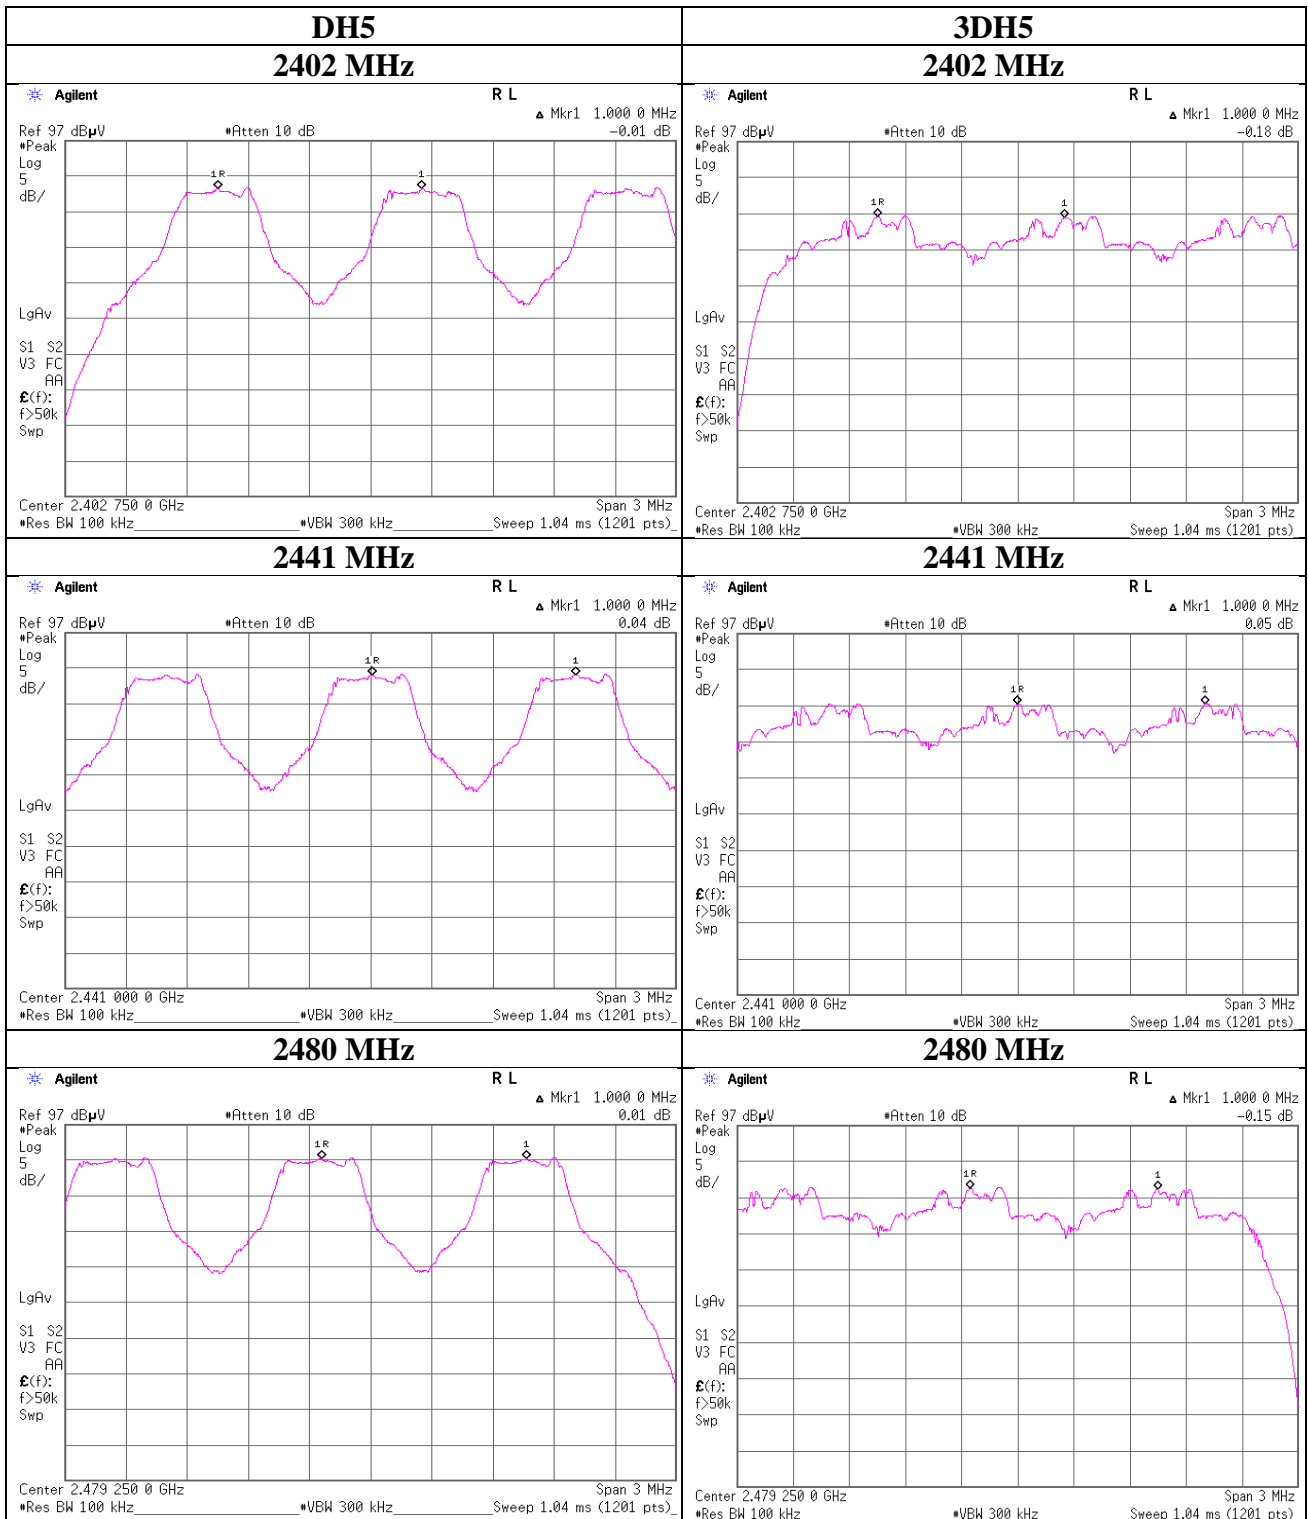 DH5
3DH5
2402 MHz
2402 MHz
Agilent R L
Δ Mkr1 1.000 0 MHz
Ref 97 dBµV #Atten 10 dB -0.01 dB
#Peak
Log
5
dB/
1R
1
LgAv
S1 S2
V3 FC
AA
£(f):
f>50k
Swp
Center 2.402 750 0 GHz Span 3 MHz
#Res BW 100 kHz #VBW 300 kHz Sweep 1.04 ms (1201 pts)
Agilent R L
Δ Mkr1 1.000 0 MHz
Ref 97 dBµV #Atten 10 dB -0.18 dB
#Peak
Log
5
dB/
1R
1
LgAv
S1 S2
V3 FC
AA
£(f):
f>50k
Swp
Center 2.402 750 0 GHz Span 3 MHz
#Res BW 100 kHz #VBW 300 kHz Sweep 1.04 ms (1201 pts)
2441 MHz
2441 MHz
Agilent R L
Δ Mkr1 1.000 0 MHz
Ref 97 dBµV #Atten 10 dB 0.04 dB
#Peak
Log
5
dB/
1R
1
LgAv
S1 S2
V3 FC
AA
£(f):
f>50k
Swp
Center 2.441 000 0 GHz Span 3 MHz
#Res BW 100 kHz #VBW 300 kHz Sweep 1.04 ms (1201 pts)
Agilent R L
Δ Mkr1 1.000 0 MHz
Ref 97 dBµV #Atten 10 dB 0.05 dB
#Peak
Log
5
dB/
1R
1
LgAv
S1 S2
V3 FC
AA
£(f):
f>50k
Swp
Center 2.441 000 0 GHz Span 3 MHz
#Res BW 100 kHz #VBW 300 kHz Sweep 1.04 ms (1201 pts)
2480 MHz
2480 MHz
Agilent R L
Δ Mkr1 1.000 0 MHz
Ref 97 dBµV #Atten 10 dB 0.01 dB
#Peak
Log
5
dB/
1R
1
LgAv
S1 S2
V3 FC
AA
£(f):
f>50k
Swp
Center 2.479 250 0 GHz Span 3 MHz
#Res BW 100 kHz #VBW 300 kHz Sweep 1.04 ms (1201 pts)
Agilent R L
Δ Mkr1 1.000 0 MHz
Ref 97 dBµV #Atten 10 dB -0.15 dB
#Peak
Log
5
dB/
1R
1
LgAv
S1 S2
V3 FC
AA
£(f):
f>50k
Swp
Center 2.479 250 0 GHz Span 3 MHz
#Res BW 100 kHz #VBW 300 kHz Sweep 1.04 ms (1201 pts)